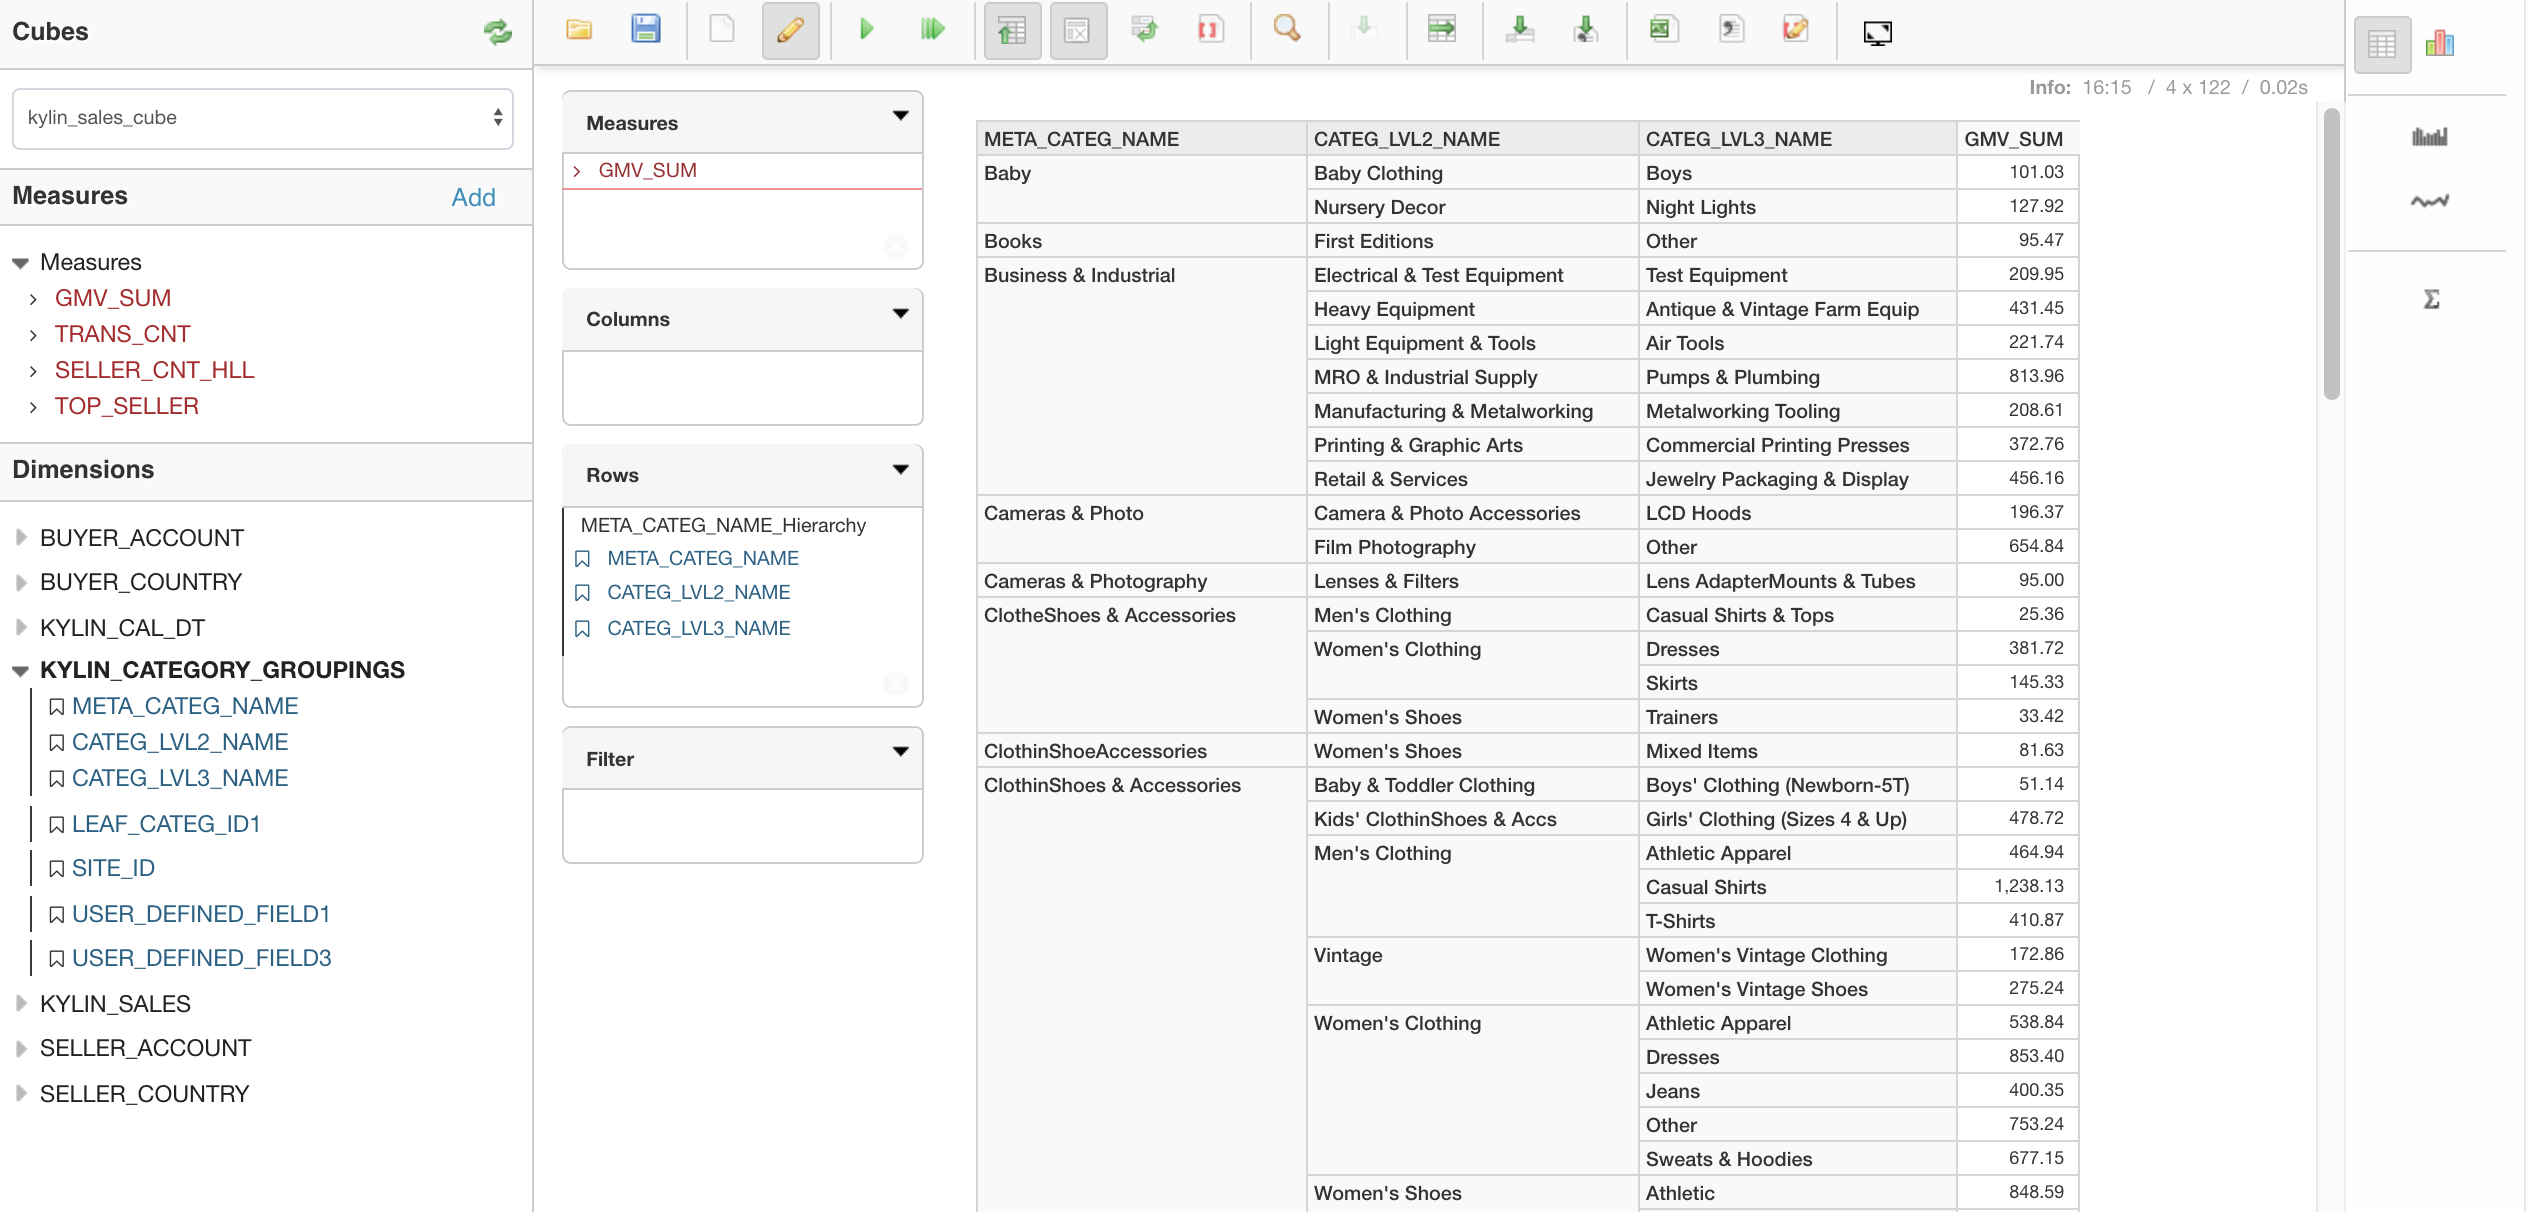 Cubes
kylin_sales_cube
Measures Add
Measures
GMV_SUM
TRANS_CNT
SELLER_CNT_HLL
TOP_SELLER
Dimensions
BUYER_ACCOUNT
BUYER_COUNTRY
KYLIN_CAL_DT
KYLIN_CATEGORY_GROUPINGS
META_CATEG_NAME
CATEG_LVL2_NAME
CATEG_LVL3_NAME
LEAF_CATEG_ID1
SITE_ID
USER_DEFINED_FIELD1
USER_DEFINED_FIELD3
KYLIN_SALES
SELLER_ACCOUNT
SELLER_COUNTRY
Measures
GMV_SUM
Columns
Rows
META_CATEG_NAME_Hierarchy
META_CATEG_NAME
CATEG_LVL2_NAME
CATEG_LVL3_NAME
Filter
Info: 16:15 / 4 x 122 / 0.02s
META_CATEG_NAME CATEG_LVL2_NAME CATEG_LVL3_NAME GMV_SUM
Baby Baby Clothing Boys 101.03
Nursery Decor Night Lights 127.92
Books First Editions Other 95.47
Business & Industrial Electrical & Test Equipment Test Equipment 209.95
Heavy Equipment Antique & Vintage Farm Equip 431.45
Light Equipment & Tools Air Tools 221.74
MRO & Industrial Supply Pumps & Plumbing 813.96
Manufacturing & Metalworking Metalworking Tooling 208.61
Printing & Graphic Arts Commercial Printing Presses 372.76
Retail & Services Jewelry Packaging & Display 456.16
Cameras & Photo Camera & Photo Accessories LCD Hoods 196.37
Film Photography Other 654.84
Cameras & Photography Lenses & Filters Lens AdapterMounts & Tubes 95.00
ClotheShoes & Accessories Men's Clothing Casual Shirts & Tops 25.36
Women's Clothing Dresses 381.72
Skirts 145.33
Women's Shoes Trainers 33.42
ClothinShoeAccessories Women's Shoes Mixed Items 81.63
ClothinShoes & Accessories Baby & Toddler Clothing Boys' Clothing (Newborn-5T) 51.14
Kids' ClothinShoes & Accs Girls' Clothing (Sizes 4 & Up) 478.72
Men's Clothing Athletic Apparel 464.94
Casual Shirts 1,238.13
T-Shirts 410.87
Vintage Women's Vintage Clothing 172.86
Women's Vintage Shoes 275.24
Women's Clothing Athletic Apparel 538.84
Dresses 853.40
Jeans 400.35
Other 753.24
Sweats & Hoodies 677.15
Women's Shoes Athletic 848.59
Σ